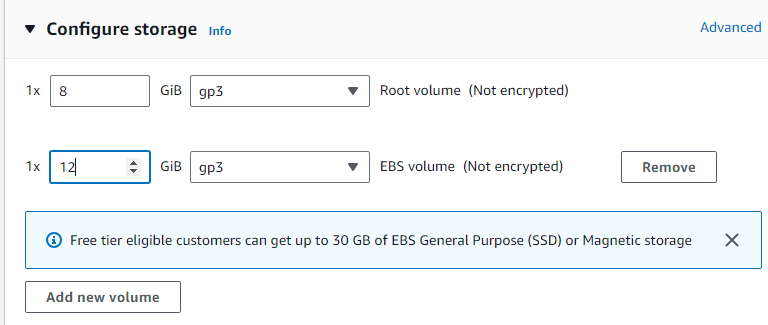 Configure storage Info Advanced
1x 8 GiB gp3 Root volume (Not encrypted)
1x 12 GiB gp3 EBS volume (Not encrypted) Remove
Free tier eligible customers can get up to 30 GB of EBS General Purpose (SSD) or Magnetic storage
Add new volume